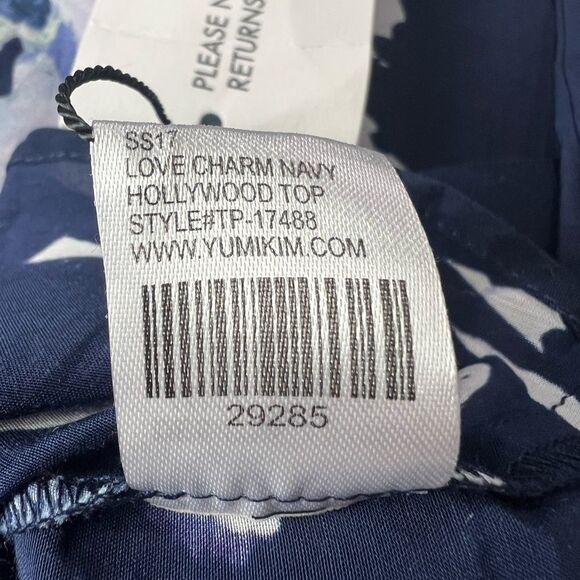 PLEASE N
RETURNS
SS17
LOVE CHARM NAVY
HOLLYWOOD TOP
STYLE#TP-17488
WWW.YUMIKIM.COM
29285